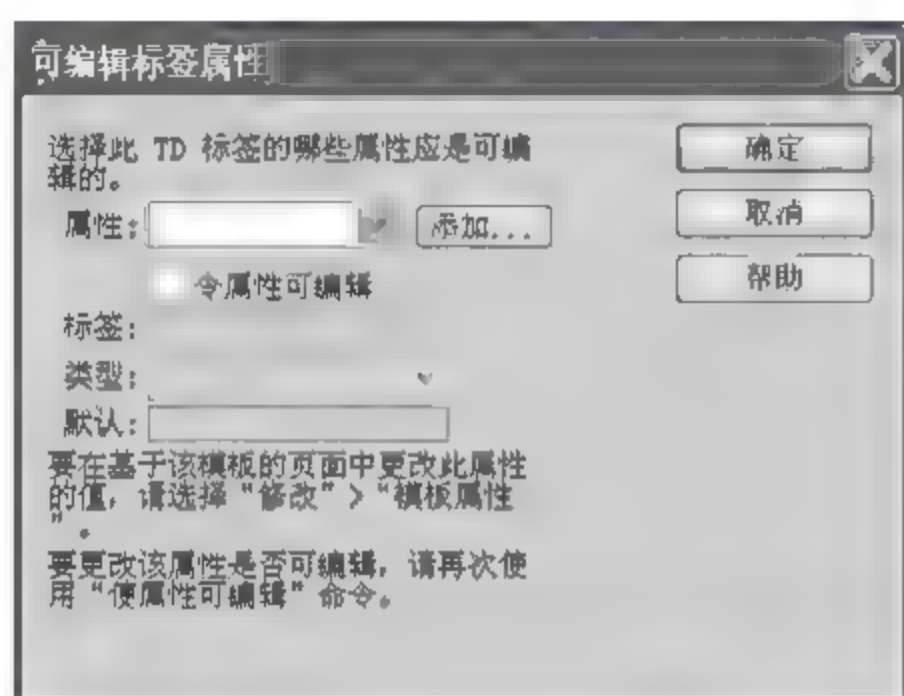 可编辑标签属性
选择此 TD 标签的哪些属性应是可编
辑的。
确定
属性:
添加...
取消
令属性可编辑
帮助
标签:
类型:
默认:
要在基于该模板的页面中更改此属性
的值,请选择“修改”>“模板属性
”。
要更改该属性是否可编辑,请再次使
用“使属性可编辑”命令。